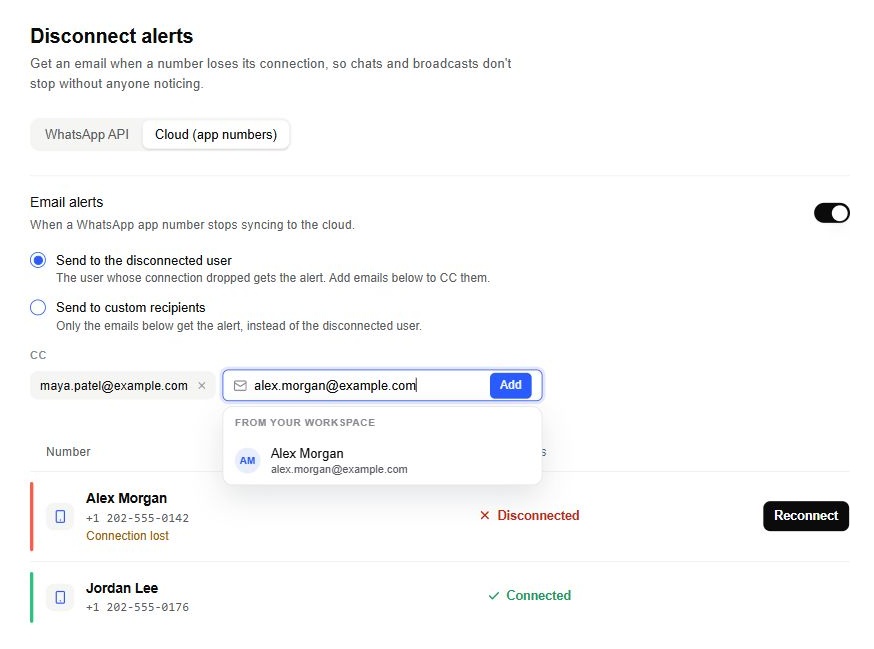 Disconnect alerts
Get an email when a number loses its connection, so chats and broadcasts don't
stop without anyone noticing.
WhatsApp API
Cloud (app numbers)
Email alerts
When a WhatsApp app number stops syncing to the cloud.
Send to the disconnected user
The user whose connection dropped gets the alert. Add emails below to CC them.
Send to custom recipients
Only the emails below get the alert, instead of the disconnected user.
CC
maya.patel@example.com ×
alex.morgan@example.com
Add
FROM YOUR WORKSPACE
AM
Alex Morgan
alex.morgan@example.com
Number
Alex Morgan
+1 202-555-0142
Connection lost
Disconnected
Reconnect
Jordan Lee
+1 202-555-0176
Connected